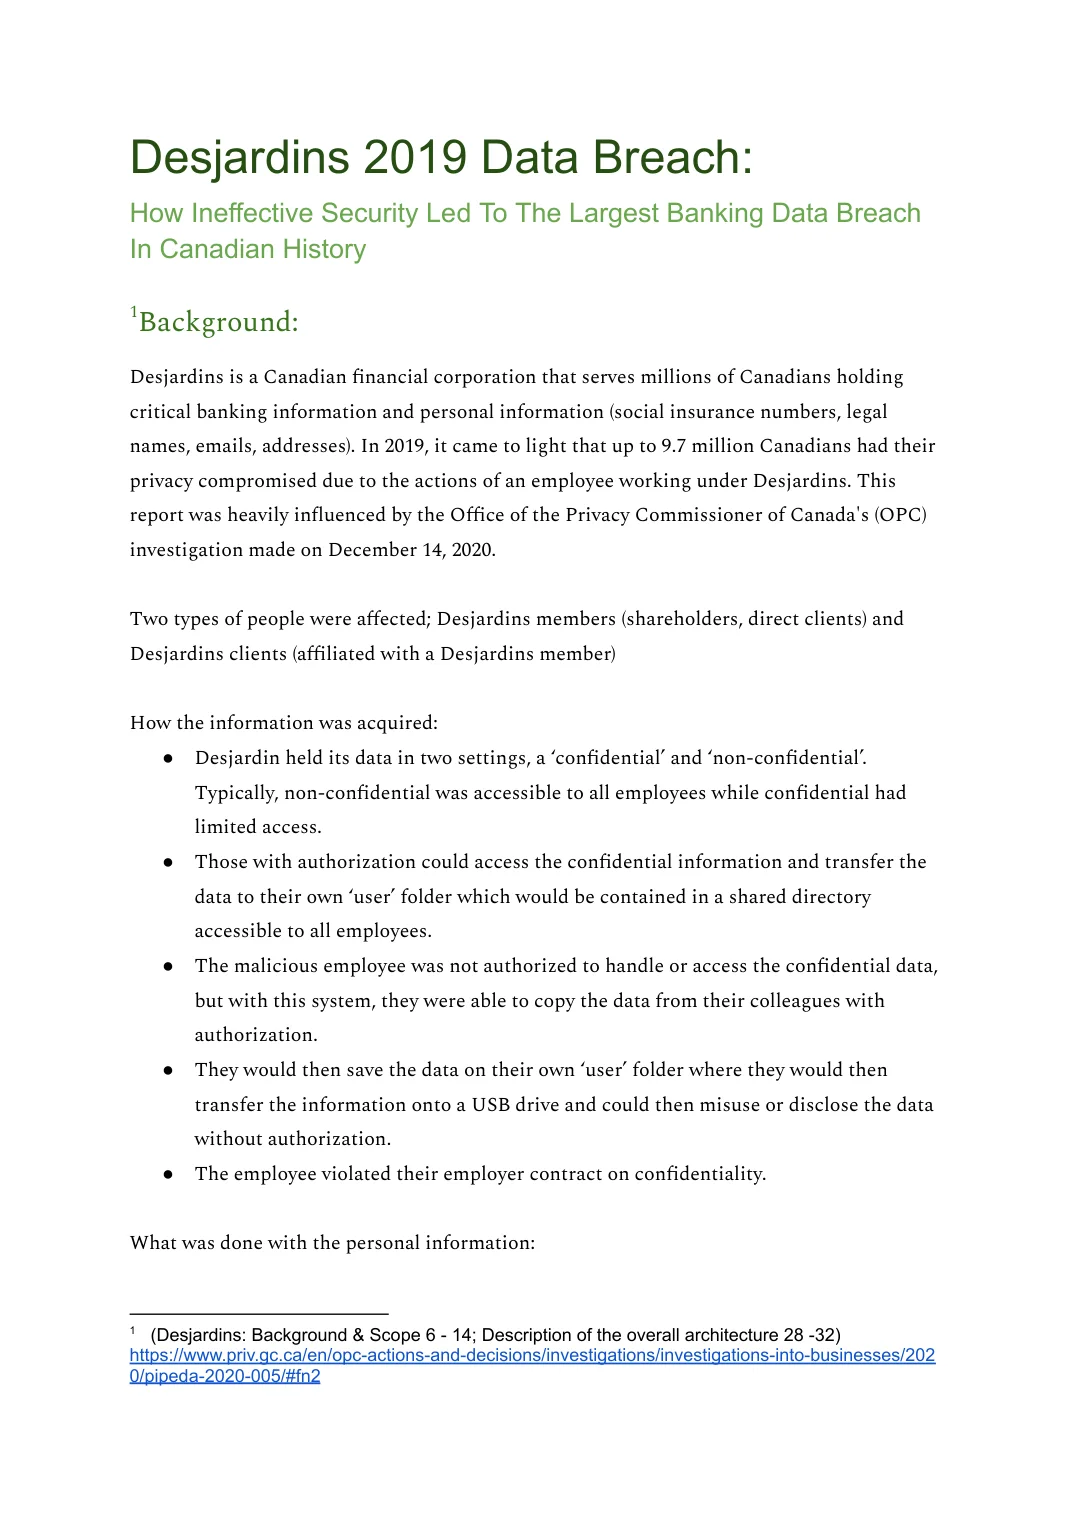 Desjardins 2019 Data Breach:
How Ineffective Security Led To The Largest Banking Data Breach
In Canadian History
1Background:
Desjardins is a Canadian financial corporation that serves millions of Canadians holding
critical banking information and personal information (social insurance numbers, legal
names, emails, addresses). In 2019, it came to light that up to 9.7 million Canadians had their
privacy compromised due to the actions of an employee working under Desjardins. This
report was heavily influenced by the Office of the Privacy Commissioner of Canada's (OPC)
investigation made on December 14, 2020.
Two types of people were affected; Desjardins members (shareholders, direct clients) and
Desjardins clients (affiliated with a Desjardins member)
How the information was acquired:
● Desjardin held its data in two settings, a ‘confidential’ and ‘non-confidential’.
Typically, non-confidential was accessible to all employees while confidential had
limited access.
● Those with authorization could access the confidential information and transfer the
data to their own ‘user’ folder which would be contained in a shared directory
accessible to all employees.
● The malicious employee was not authorized to handle or access the confidential data,
but with this system, they were able to copy the data from their colleagues with
authorization.
● They would then save the data on their own ‘user’ folder where they would then
transfer the information onto a USB drive and could then misuse or disclose the data
without authorization.
● The employee violated their employer contract on confidentiality.
What was done with the personal information:
1 (Desjardins: Background & Scope 6 - 14; Description of the overall architecture 28 -32)
https://www.priv.gc.ca/en/opc-actions-and-decisions/investigations/investigations-into-businesses/202
0/pipeda-2020-005/#fn2